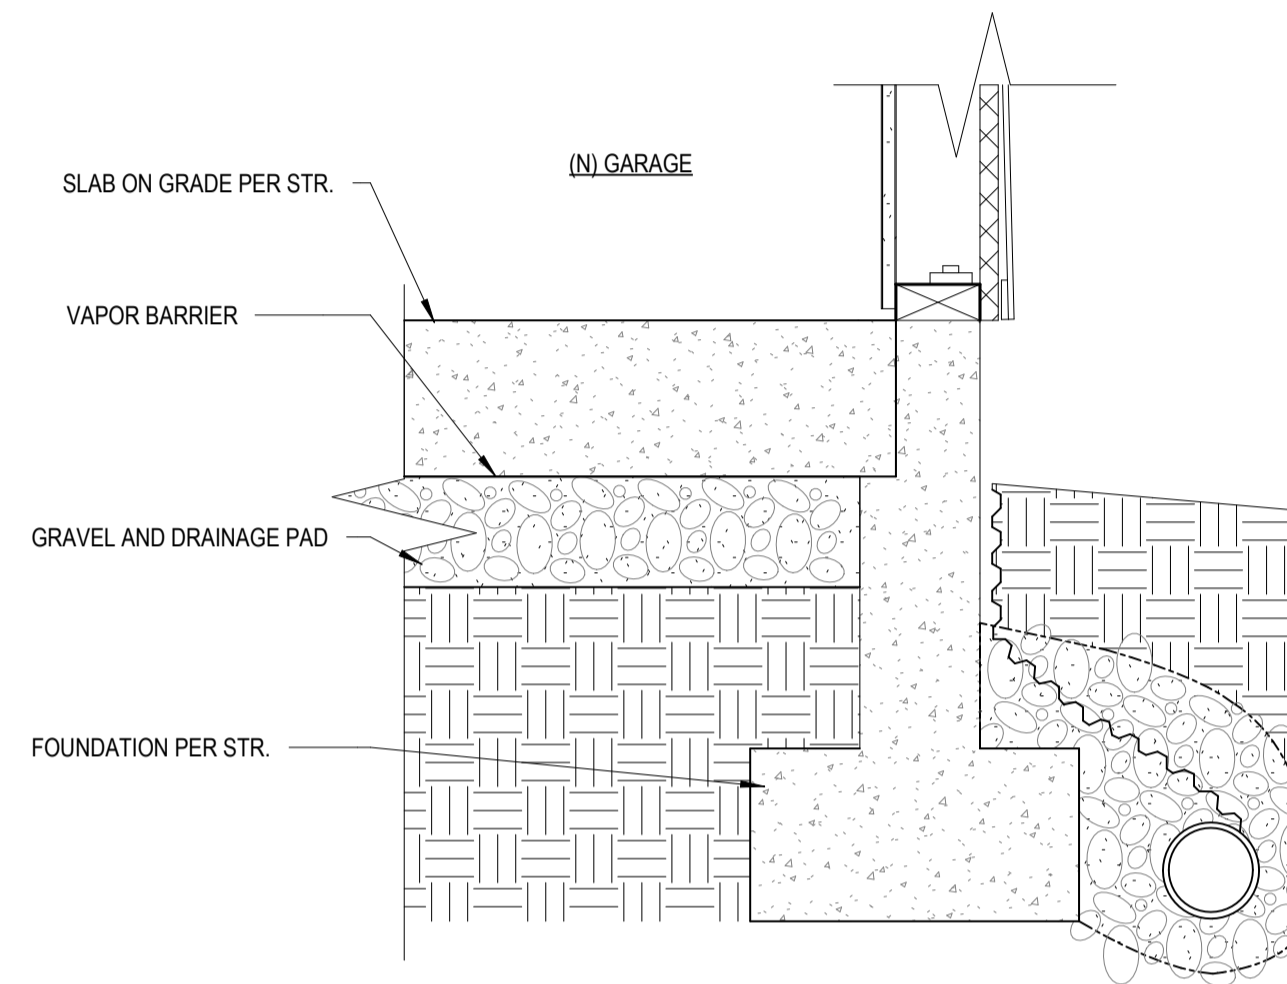 (N) GARAGE
SLAB ON GRADE PER STR.
VAPOR BARRIER
GRAVEL AND DRAINAGE PAD
FOUNDATION PER STR.